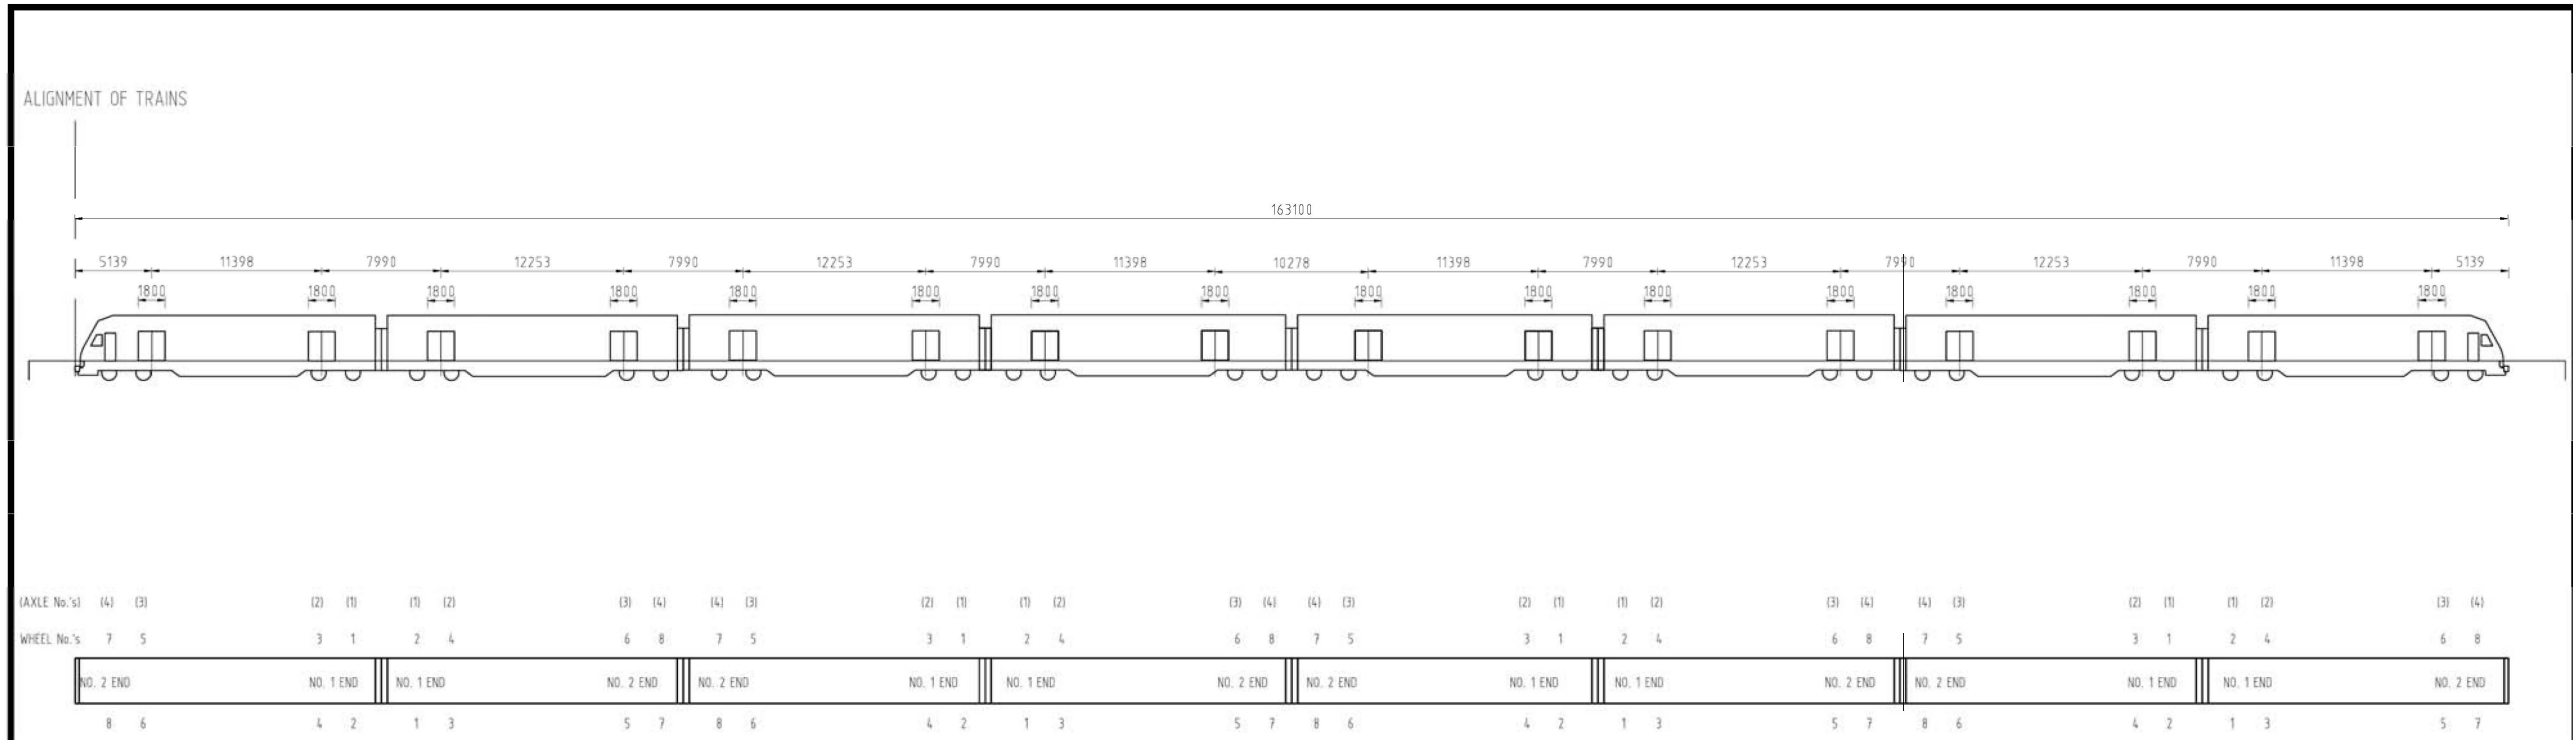 ALIGNMENT OF TRAINS
163100
5139 11398 7990 12253 7990 12253 7990 11398 10278 11398 7990 12253 7990 12253 7990 11398 5139
1800 1800 1800 1800 1800 1800 1800 1800 1800 1800 1800 1800 1800 1800 1800 1800
(AXLE No.'s) (4) (3) (2) (1) (1) (2) (3) (4) (4) (3) (2) (1) (1) (2) (3) (4) (4) (3) (2) (1) (1) (2) (3) (4) (4) (3) (2) (1) (1) (2) (3) (4)
WHEEL No.'s 7 5 3 1 2 4 6 8 7 5 3 1 2 4 6 8 7 5 3 1 2 4 6 8 7 5 3 1 2 4 6 8
NO. 2 END NO. 1 END NO. 1 END NO. 2 END NO. 2 END NO. 1 END NO. 1 END NO. 2 END NO. 2 END NO. 1 END NO. 1 END NO. 2 END NO. 2 END NO. 1 END NO. 1 END NO. 2 END
8 6 4 2 1 3 5 7 8 6 4 2 1 3 5 7 8 6 4 2 1 3 5 7 8 6 4 2 1 3 5 7